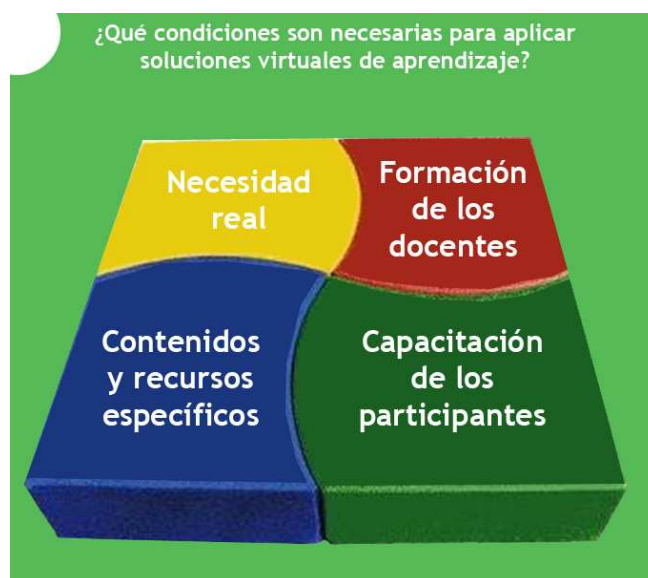 ¿Qué condiciones son necesarias para aplicar
soluciones virtuales de aprendizaje?
Necesidad
real
Formación
de los
docentes
Contenidos
y recursos
específicos
Capacitación
de los
participantes